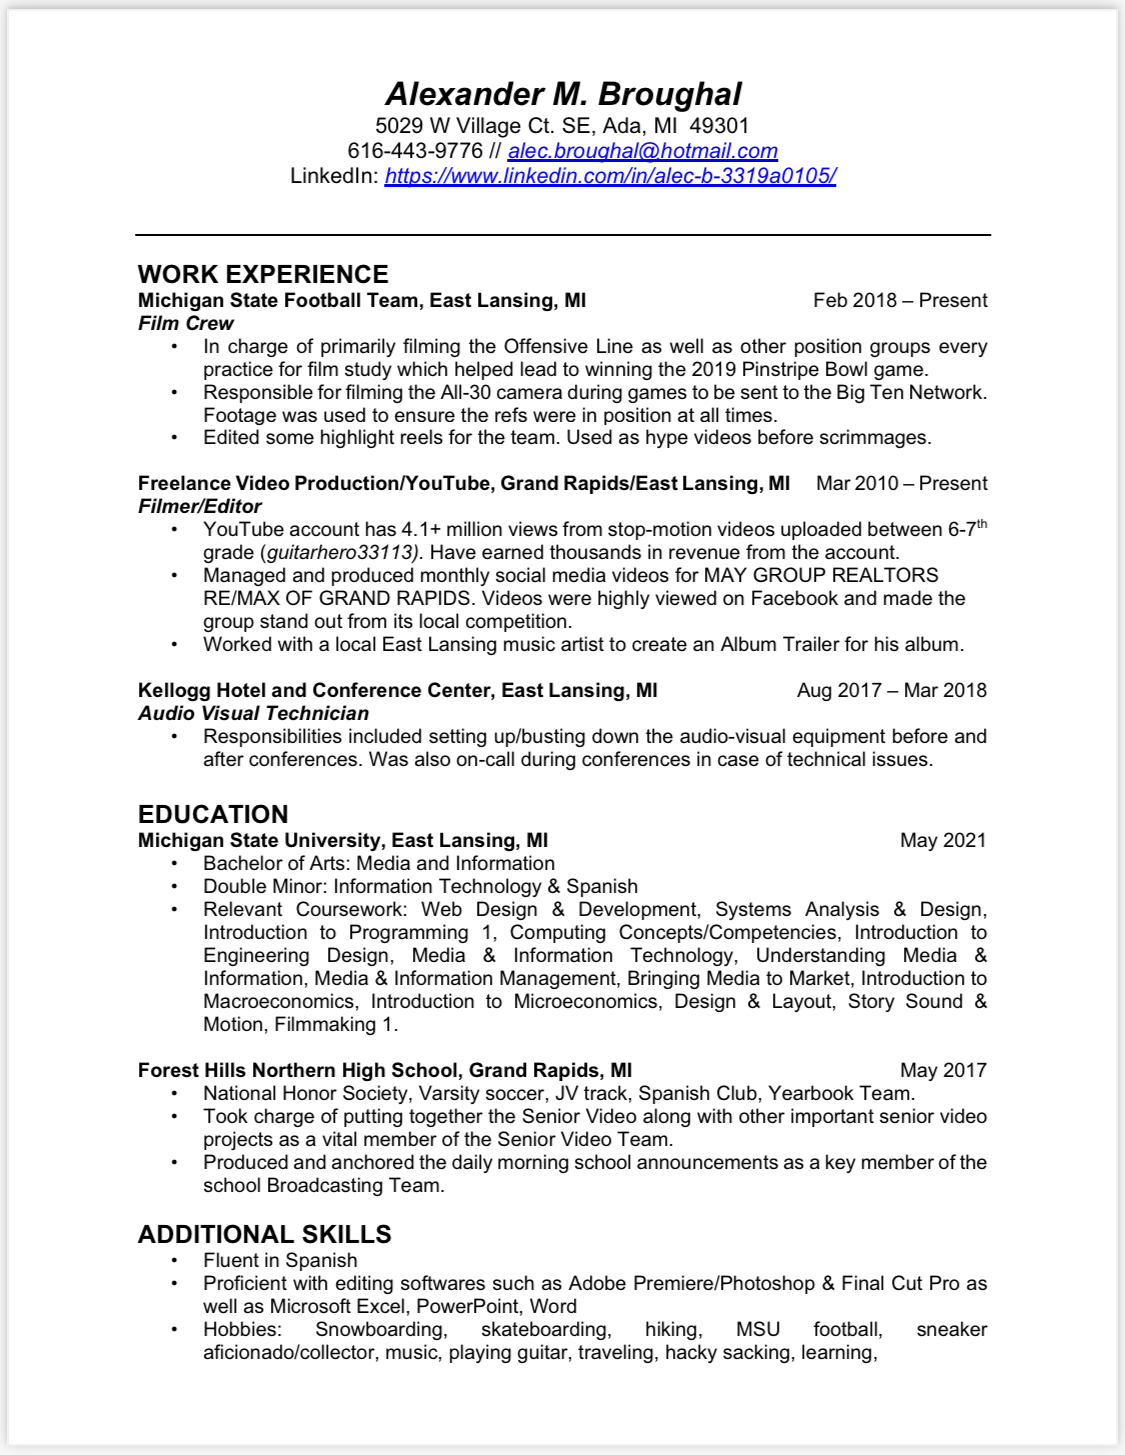 Alexander M. Broughal
5029 W Village Ct. SE, Ada, MI  49301
616-443-9776 // alec.broughal@hotmail.com
LinkedIn: https://www.linkedin.com/in/alec-b-3319a0105/
WORK EXPERIENCE
Michigan State Football Team, East Lansing, MI Feb 2018 – Present
Film Crew
• In charge of primarily filming the Offensive Line as well as other position groups every
practice for film study which helped lead to winning the 2019 Pinstripe Bowl game.
• Responsible for filming the All-30 camera during games to be sent to the Big Ten Network.
Footage was used to ensure the refs were in position at all times.
• Edited some highlight reels for the team. Used as hype videos before scrimmages.
Freelance Video Production/YouTube, Grand Rapids/East Lansing, MI Mar 2010 – Present
Filmer/Editor
• YouTube account has 4.1+ million views from stop-motion videos uploaded between 6-7th
grade (guitarhero33113). Have earned thousands in revenue from the account.
• Managed and produced monthly social media videos for MAY GROUP REALTORS
RE/MAX OF GRAND RAPIDS. Videos were highly viewed on Facebook and made the
group stand out from its local competition.
• Worked with a local East Lansing music artist to create an Album Trailer for his album.
Kellogg Hotel and Conference Center, East Lansing, MI Aug 2017 – Mar 2018
Audio Visual Technician
• Responsibilities included setting up/busting down the audio-visual equipment before and
after conferences. Was also on-call during conferences in case of technical issues.
EDUCATION
Michigan State University, East Lansing, MI May 2021
• Bachelor of Arts: Media and Information
• Double Minor: Information Technology & Spanish
• Relevant Coursework: Web Design & Development, Systems Analysis & Design,
Introduction to Programming 1, Computing Concepts/Competencies, Introduction to
Engineering Design, Media & Information Technology, Understanding Media &
Information, Media & Information Management, Bringing Media to Market, Introduction to
Macroeconomics, Introduction to Microeconomics, Design & Layout, Story Sound &
Motion, Filmmaking 1.
Forest Hills Northern High School, Grand Rapids, MI May 2017
• National Honor Society, Varsity soccer, JV track, Spanish Club, Yearbook Team.
• Took charge of putting together the Senior Video along with other important senior video
projects as a vital member of the Senior Video Team.
• Produced and anchored the daily morning school announcements as a key member of the
school Broadcasting Team.
ADDITIONAL SKILLS
• Fluent in Spanish
• Proficient with editing softwares such as Adobe Premiere/Photoshop & Final Cut Pro as
well as Microsoft Excel, PowerPoint, Word
• Hobbies: Snowboarding, skateboarding, hiking, MSU football, sneaker
aficionado/collector, music, playing guitar, traveling, hacky sacking, learning,